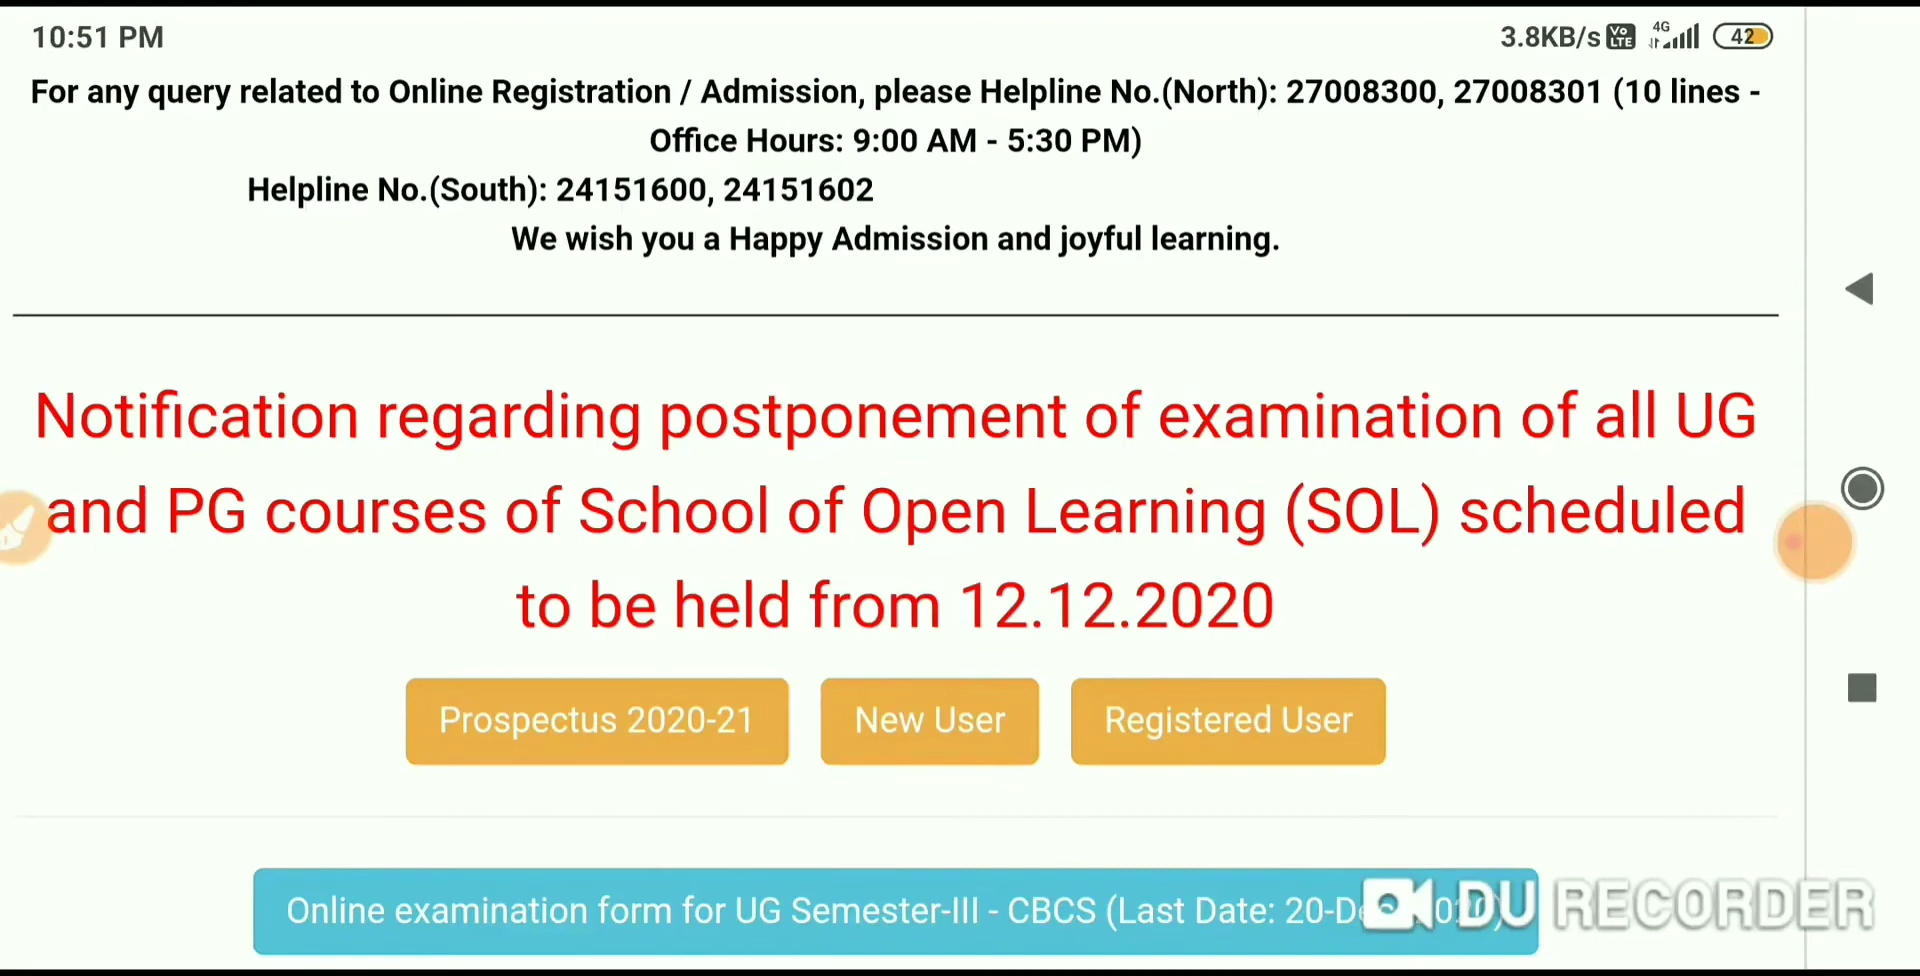 10:51 PM
3.8KB/s Vo LTE 4G 42
For any query related to Online Registration / Admission, please Helpline No.(North): 27008300, 27008301 (10 lines -
Office Hours: 9:00 AM - 5:30 PM)
Helpline No.(South): 24151600, 24151602
We wish you a Happy Admission and joyful learning.
Notification regarding postponement of examination of all UG
and PG courses of School of Open Learning (SOL) scheduled
to be held from 12.12.2020
Prospectus 2020-21
New User
Registered User
Online examination form for UG Semester-III - CBCS (Last Date:
DU RECORDER